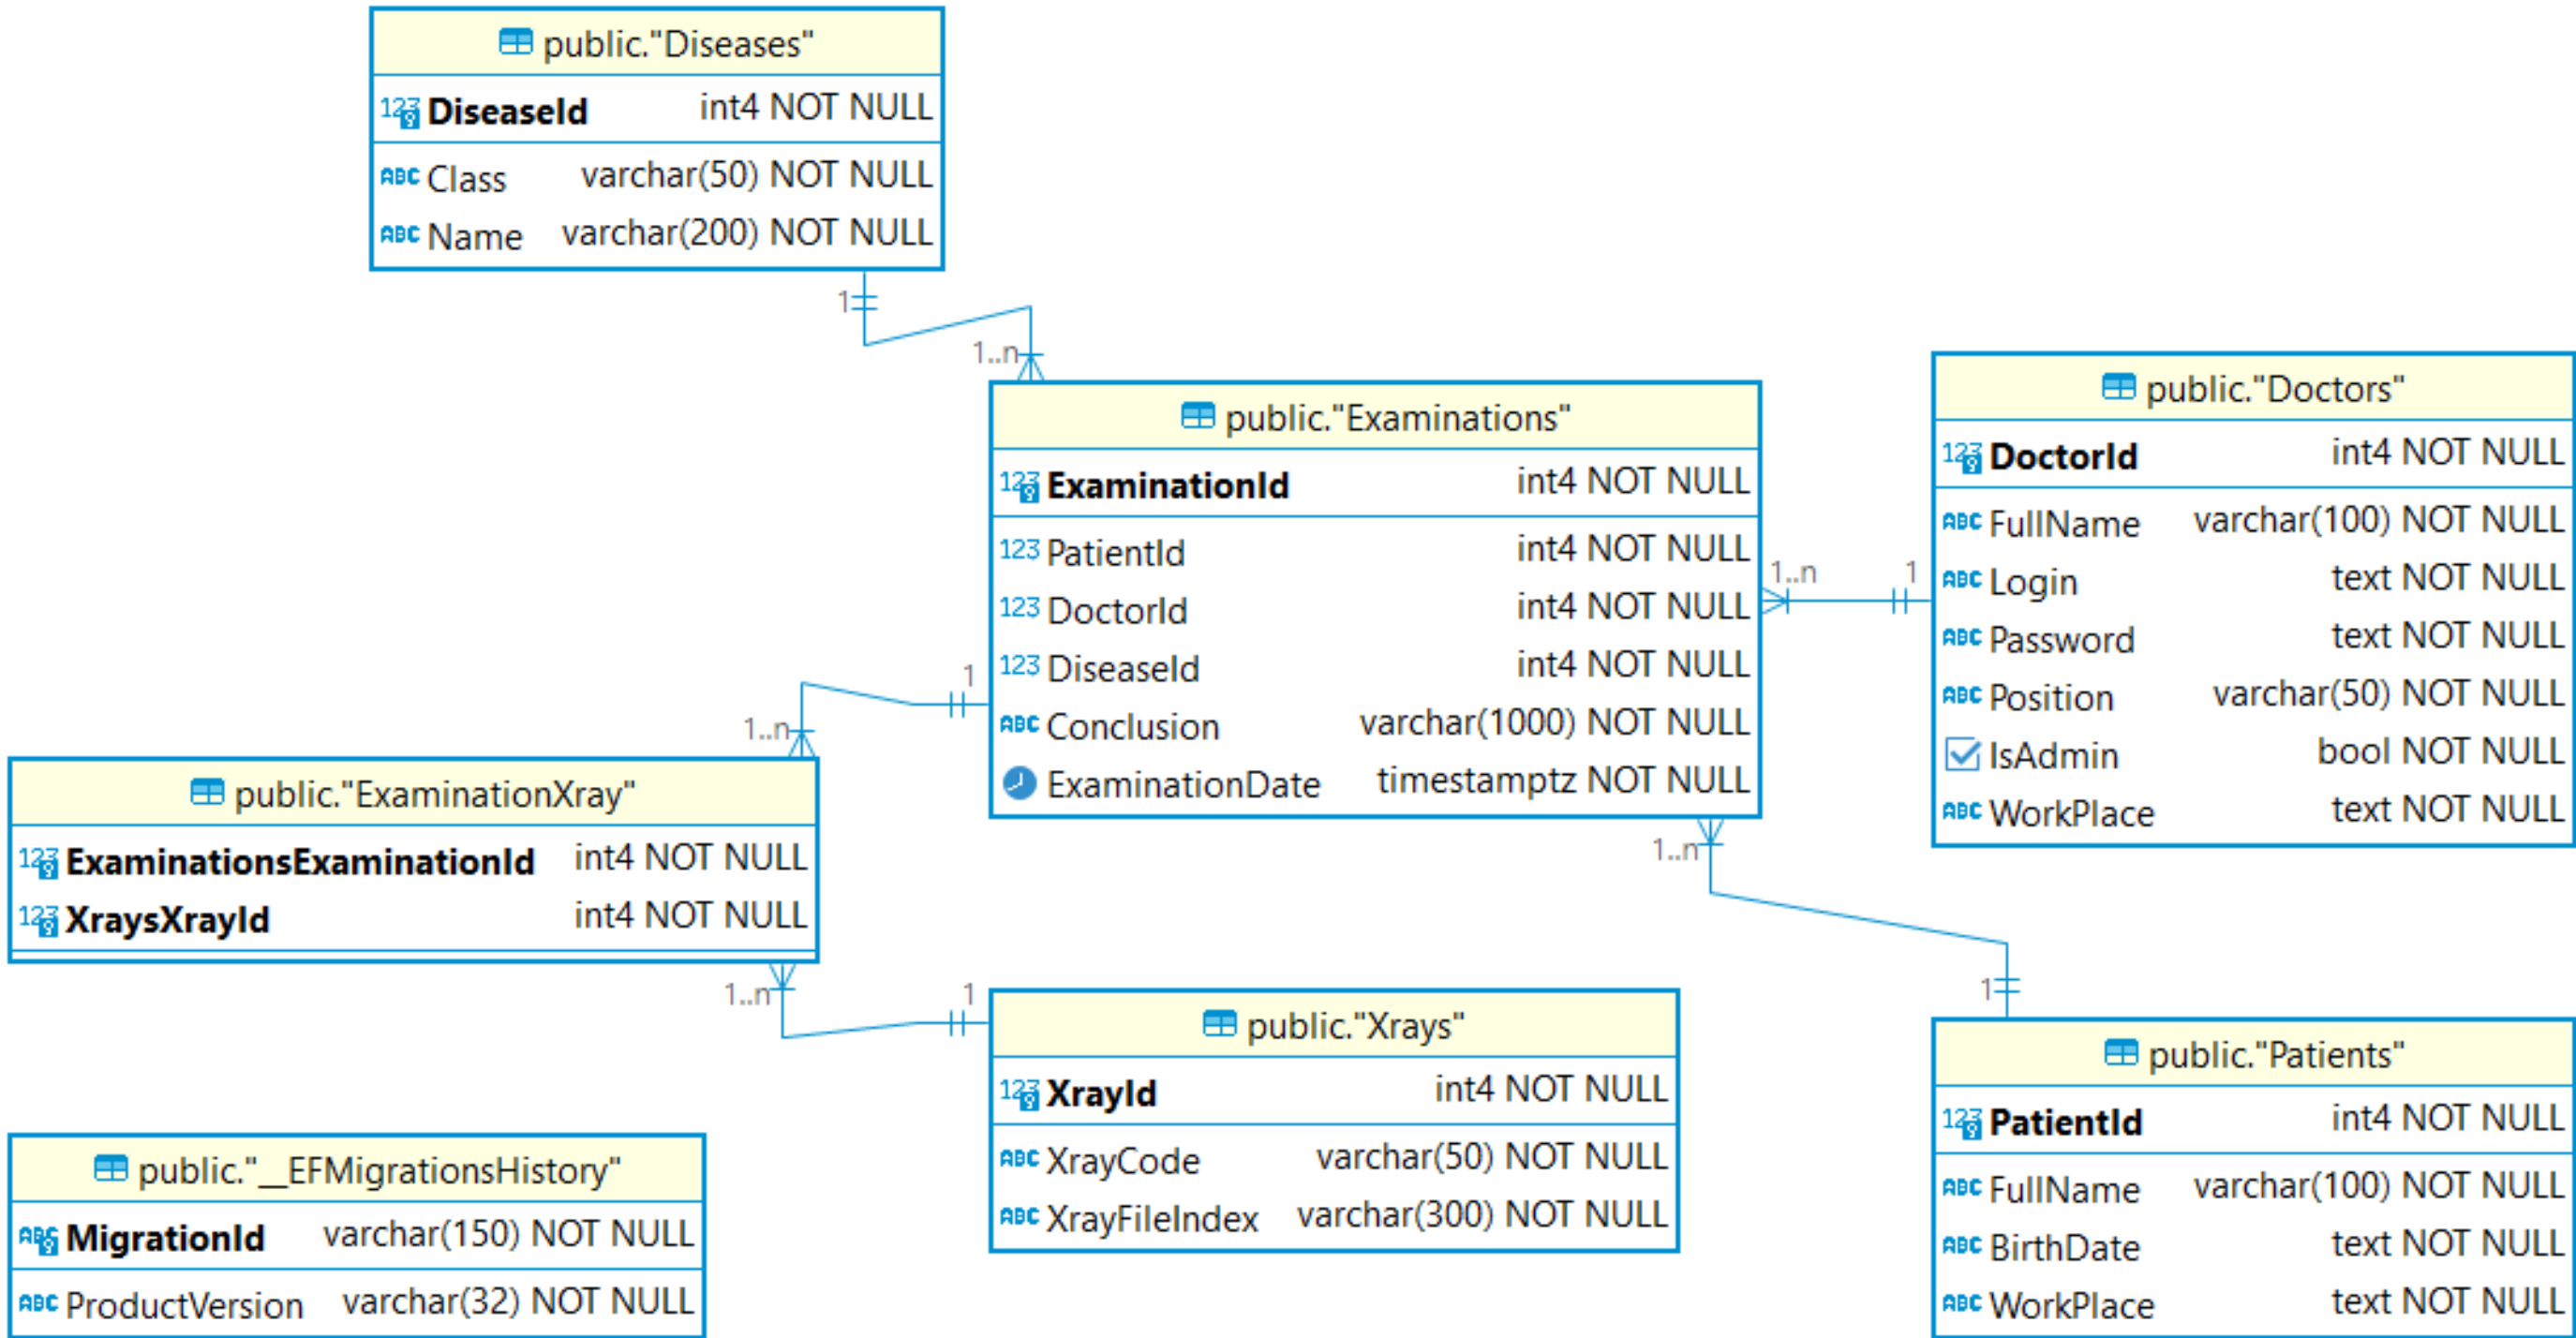 public."Diseases"
DiseaseId int4 NOT NULL
Class varchar(50) NOT NULL
Name varchar(200) NOT NULL
1
1..n
public."Examinations"
ExaminationId int4 NOT NULL
PatientId int4 NOT NULL
DoctorId int4 NOT NULL
DiseaseId int4 NOT NULL
Conclusion varchar(1000) NOT NULL
ExaminationDate timestamptz NOT NULL
1..n 1
public."Doctors"
DoctorId int4 NOT NULL
FullName varchar(100) NOT NULL
Login text NOT NULL
Password text NOT NULL
Position varchar(50) NOT NULL
IsAdmin bool NOT NULL
WorkPlace text NOT NULL
1
1..n
public."ExaminationXray"
ExaminationsExaminationId int4 NOT NULL
XraysXrayId int4 NOT NULL
1..n
1
public."Xrays"
XrayId int4 NOT NULL
XrayCode varchar(50) NOT NULL
XrayFileIndex varchar(300) NOT NULL
1..n
1
public."Patients"
PatientId int4 NOT NULL
FullName varchar(100) NOT NULL
BirthDate text NOT NULL
WorkPlace text NOT NULL
public."__EFMigrationsHistory"
MigrationId varchar(150) NOT NULL
ProductVersion varchar(32) NOT NULL